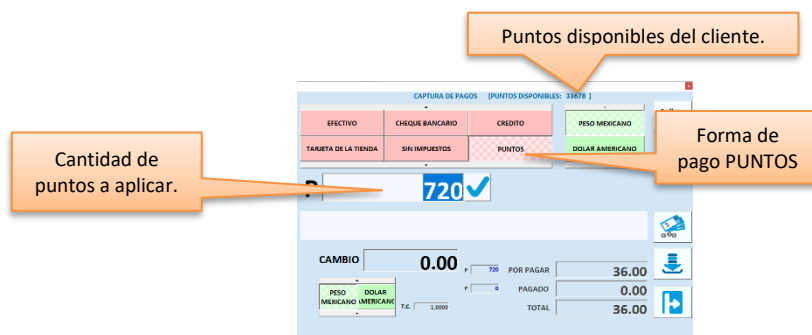 Puntos disponibles del cliente.
CAPTURA DE PAGOS [PUNTOS DISPONIBLES: 33678 ]
EFECTIVO CHEQUE BANCARIO CREDITO PESO MEXICANO
TARJETA DE LA TIENDA SIN IMPUESTOS PUNTOS DOLAR AMERICANO
Forma de
pago PUNTOS
Cantidad de
puntos a aplicar.
720
CAMBIO 0.00 P 720 POR PAGAR 36.00
P 0 PAGADO 0.00
PESO MEXICANO DOLAR AMERICANO
T.C. 1.0000 TOTAL 36.00